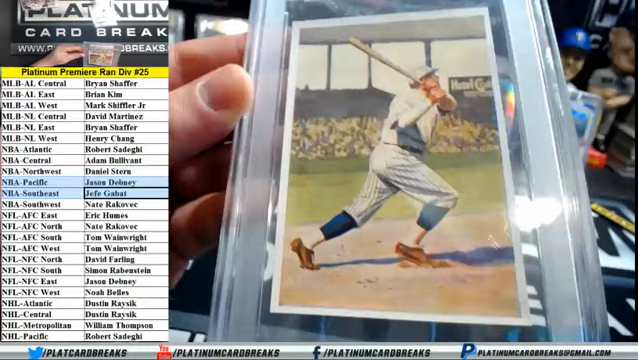 PLATINUM
CARD BREAKS
WWW.PLATINUMCARDBREAKS.
Platinum Premiere Ran Div #25
MLB-AL Central Bryan Shaffer
MLB-AL East Brian Kim
MLB-AL West Mark Shiffler Jr
MLB-NL Central David Martinez
MLB-NL East Bryan Shaffer
MLB-NL West Henry Chang
NBA-Atlantic Robert Sadeghi
NBA-Central Adam Bullivant
NBA-Northwest Daniel Stern
NBA-Pacific Jason Debney
NBA-Southeast Jefe Gabat
NBA-Southwest Nate Rakovec
NFL-AFC East Eric Humes
NFL-AFC North Nate Rakovec
NFL-AFC South Tom Wainwright
NFL-AFC West Tom Wainwright
NFL-NFC North David Farling
NFL-NFC South Simon Rabenstein
NFL-NFC East Jason Debney
NFL-NFC West Noah Belles
NHL-Atlantic Dustin Raysik
NHL-Central Dustin Raysik
NHL-Metropolitan William Thompson
NHL-Pacific Robert Sadeghi
/PLATCARDBREAKS
YouTube /PLATINUMCARDBREAKS
/PLATINUMCARDBREAKS
/PLATINUMCARDBREAKS